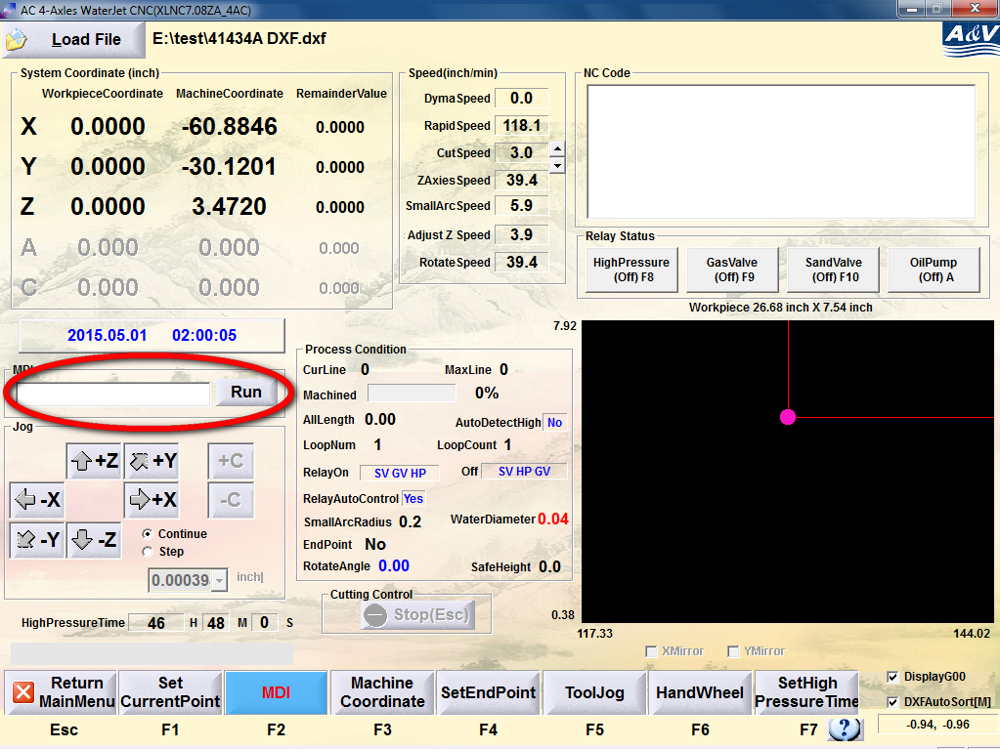 AC 4-Axles WaterJet CNC(XLNC7.08ZA_4AC)
Load File E:\test\41434A DXF.dxf
A&V
System Coordinate (inch)
WorkpieceCoordinate MachineCoordinate RemainderValue
X 0.0000 -60.8846 0.0000
Y 0.0000 -30.1201 0.0000
Z 0.0000 3.4720 0.0000
A 0.000 0.000 0.000
C 0.000 0.000 0.000
Speed(inch/min)
DymaSpeed 0.0
RapidSpeed 118.1
CutSpeed 3.0
ZAxiesSpeed 39.4
SmallArcSpeed 5.9
Adjust Z Speed 3.9
RotateSpeed 39.4
NC Code
Relay Status
HighPressure (Off) F8
GasValve (Off) F9
SandValve (Off) F10
OilPump (Off) A
Workpiece 26.68 inch X 7.54 inch
7.92
0.38
117.33 144.02
XMirror YMirror
2015.05.01 02:00:05
MDI
Run
Jog
+Z +Y +C
-X +X -C
-Y -Z
Continue
Step
0.00039 inch|
HighPressureTime 46 H 48 M 0 S
Process Condition
CurLine 0 MaxLine 0
Machined 0%
AllLength 0.00 AutoDetectHigh No
LoopNum 1 LoopCount 1
RelayOn SV GV HP Off SV HP GV
RelayAutoControl Yes
SmallArcRadius 0.2 WaterDiameter 0.04
EndPoint No
RotateAngle 0.00 SafeHeight 0.0
Cutting Control
Stop(Esc)
Return MainMenu
Set CurrentPoint
MDI
Machine Coordinate
SetEndPoint
ToolJog
HandWheel
SetHigh PressureTime
DisplayG00
DXFAutoSort[M]
Esc F1 F2 F3 F4 F5 F6 F7 ?
-0.94, -0.96